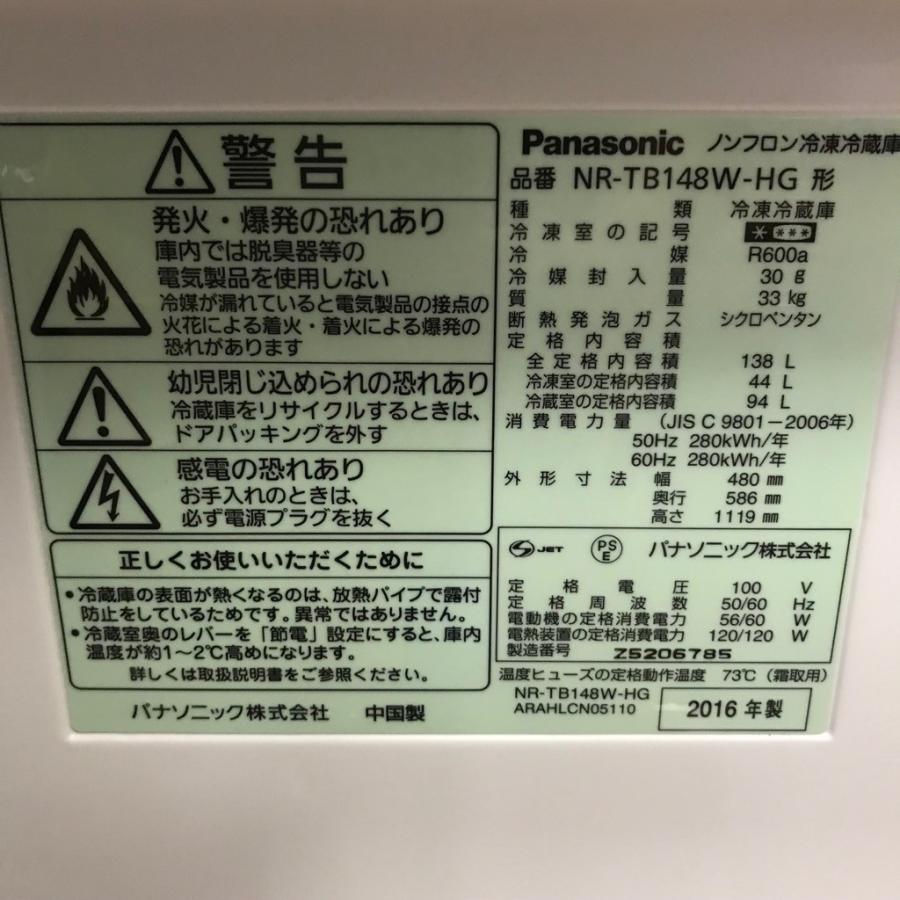 警告
発火・爆発の恐れあり
庫内では脱臭器等の
電気製品を使用しない
冷媒が漏れていると電気製品の接点の
火花による着火・着火による爆発の
恐れがあります
幼児閉じ込められの恐れあり
冷蔵庫をリサイクルするときは、
ドアパッキングを外す
感電の恐れあり
お手入れのときは、
必ず電源プラグを抜く
正しくお使いいただくために
・冷蔵庫の表面が熱くなるのは、放熱パイプで露付
防止をしているためです。異常ではありません。
・冷蔵室奥のレバーを「節電」設定にすると、庫内
温度が約1～2℃高めになります。
詳しくは取扱説明書をご参照ください。
パナソニック株式会社 中国製
Panasonic ノンフロン冷凍冷蔵庫
品番 NR-TB148W-HG 形
種類 冷凍冷蔵庫
冷凍室の記号 ****
冷媒 R600a
冷媒封入量 30 g
質量 33 kg
断熱発泡ガス シクロペンタン
定格内容積
全定格内容積 138 L
冷凍室の定格内容積 44 L
冷蔵室の定格内容積 94 L
消費電力量 (JIS C 9801-2006年)
50Hz 280kWh/年
60Hz 280kWh/年
外形寸法 幅 480 mm
奥行 586 mm
高さ 1119 mm
JET PS E パナソニック株式会社
定格電圧 100 V
定格周波数 50/60 Hz
電動機の定格消費電力 56/60 W
電熱装置の定格消費電力 120/120 W
製造番号 Z5206785
温度ヒューズの定格動作温度 73℃(霜取用)
NR-TB148W-HG
ARAHLCN05110
2016 年製